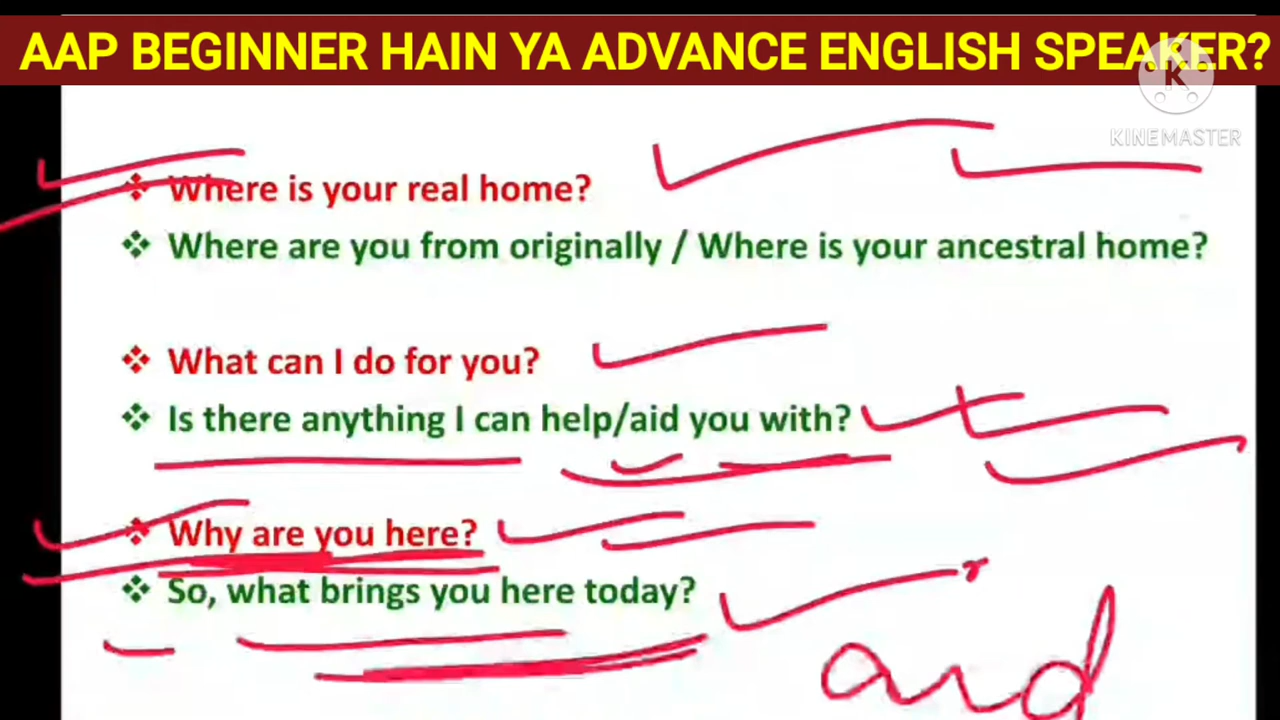 AAP BEGINNER HAIN YA ADVANCE ENGLISH SPEAKER?
K
KINEMASTER
Where is your real home?
Where are you from originally / Where is your ancestral home?
What can I do for you?
Is there anything I can help/aid you with?
Why are you here?
So, what brings you here today?
aid